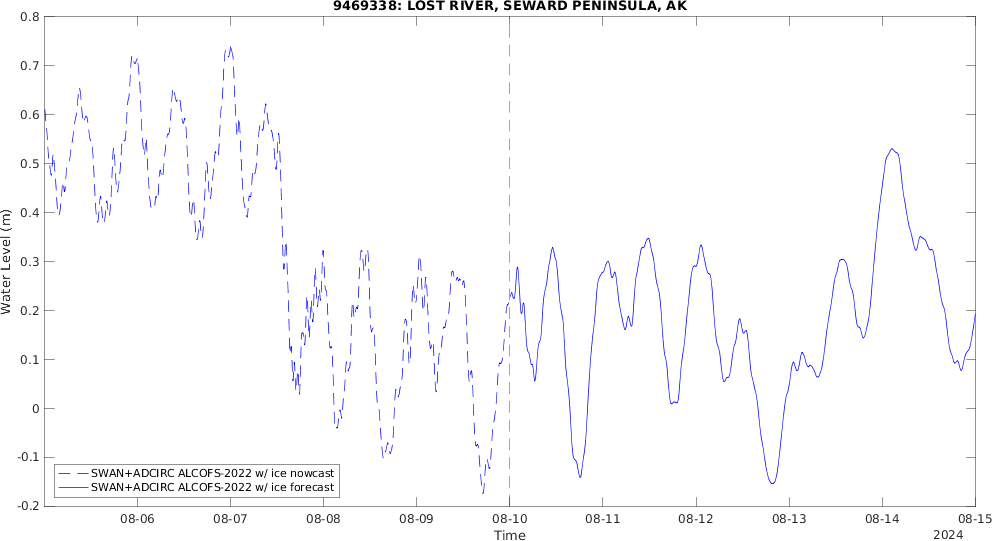 9469338: LOST RIVER, SEWARD PENINSULA, AK
0.8
0.7
0.6
0.5
0.4
0.3
0.2
0.1
0
-0.1
-0.2
Water Level (m)
SWAN+ADCIRC ALCOFS-2022 w/ ice nowcast
SWAN+ADCIRC ALCOFS-2022 w/ ice forecast
08-06 08-07 08-08 08-09 08-10 08-11 08-12 08-13 08-14 08-15
Time
2024